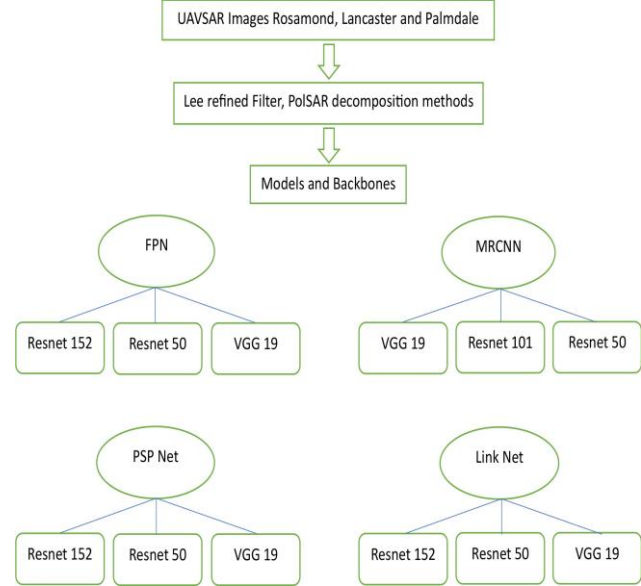 UAVSAR Images Rosamond, Lancaster and Palmdale
Lee refined Filter, PolSAR decomposition methods
Models and Backbones
FPN
Resnet 152
Resnet 50
VGG 19
MRCNN
VGG 19
Resnet 101
Resnet 50
PSP Net
Resnet 152
Resnet 50
VGG 19
Link Net
Resnet 152
Resnet 50
VGG 19